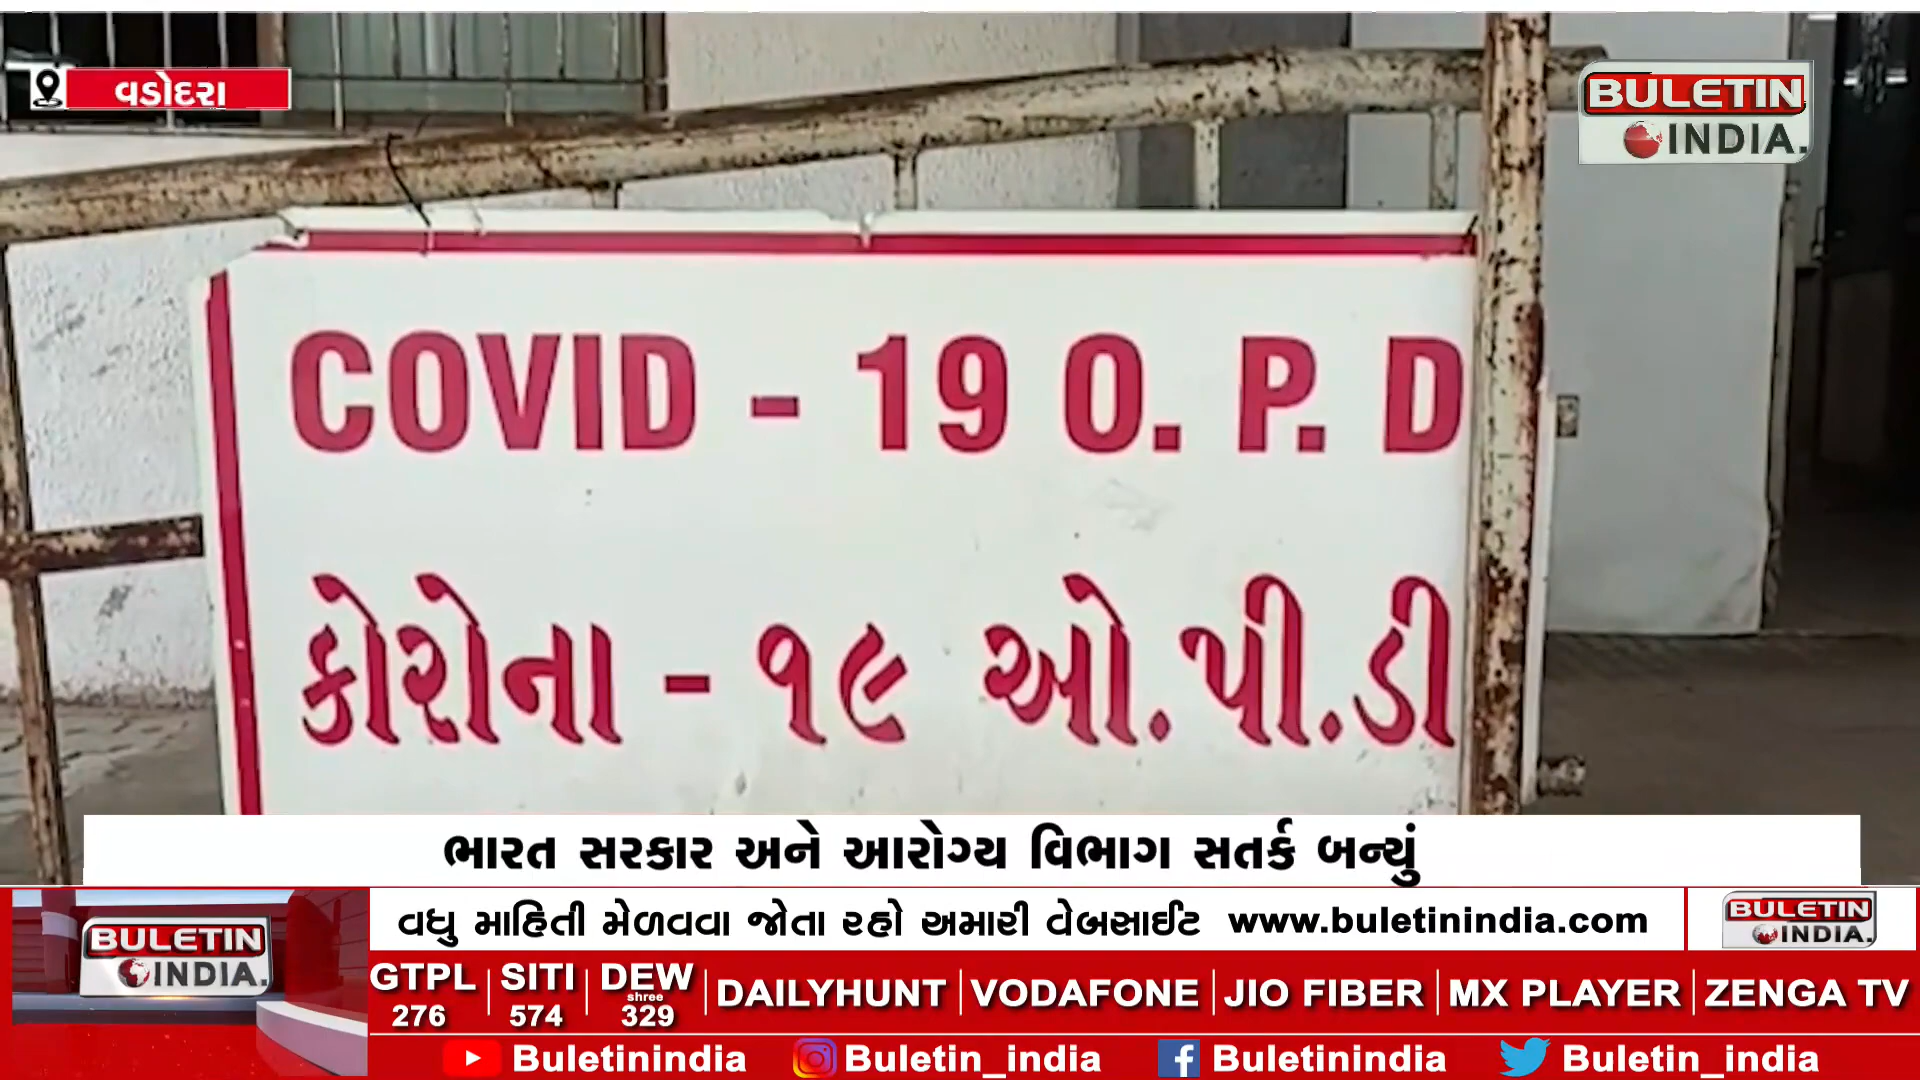 વડોદરા
BULETIN
INDIA.
COVID - 19 O. P. D
કોરોના - ૧૯ ઓ.પી.ડી
ભારત સરકાર અને આરોગ્ય વિભાગ સતર્ક બન્યું
વધુ માહિતી મેળવવા જોતા રહો અમારી વેબસાઈટ www.buletinindia.com
BULETIN
INDIA.
BULETIN
INDIA.
GTPL 276 | SITI 574 | DEW shree 329 | DAILYHUNT | VODAFONE | JIO FIBER | MX PLAYER | ZENGA TV
Buletinindia Buletin_india Buletinindia Buletin_india